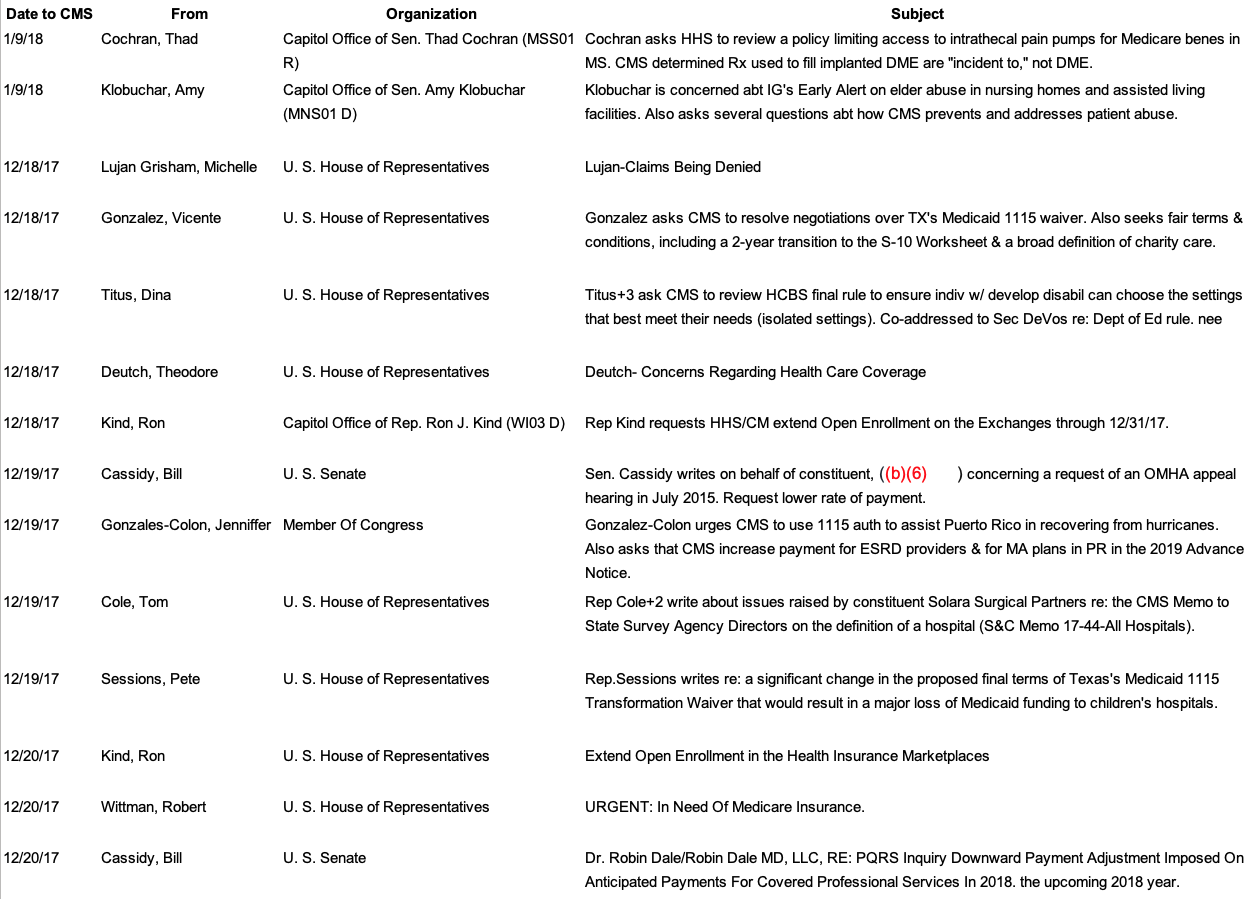 Date to CMS From Organization Subject
1/9/18 Cochran, Thad Capitol Office of Sen. Thad Cochran (MSS01 Cochran asks HHS to review a policy limiting access to intrathecal pain pumps for Medicare benes in
R) MS. CMS determined Rx used to fill implanted DME are "incident to," not DME.
1/9/18 Klobuchar, Amy Capitol Office of Sen. Amy Klobuchar Klobuchar is concerned abt IG's Early Alert on elder abuse in nursing homes and assisted living
(MNS01 D) facilities. Also asks several questions abt how CMS prevents and addresses patient abuse.
12/18/17 Lujan Grisham, Michelle U. S. House of Representatives Lujan-Claims Being Denied
12/18/17 Gonzalez, Vicente U. S. House of Representatives Gonzalez asks CMS to resolve negotiations over TX's Medicaid 1115 waiver. Also seeks fair terms &
conditions, including a 2-year transition to the S-10 Worksheet & a broad definition of charity care.
12/18/17 Titus, Dina U. S. House of Representatives Titus+3 ask CMS to review HCBS final rule to ensure indiv w/ develop disabil can choose the settings
that best meet their needs (isolated settings). Co-addressed to Sec DeVos re: Dept of Ed rule. nee
12/18/17 Deutch, Theodore U. S. House of Representatives Deutch- Concerns Regarding Health Care Coverage
12/18/17 Kind, Ron Capitol Office of Rep. Ron J. Kind (WI03 D) Rep Kind requests HHS/CM extend Open Enrollment on the Exchanges through 12/31/17.
12/19/17 Cassidy, Bill U. S. Senate Sen. Cassidy writes on behalf of constituent, ((b)(6) ) concerning a request of an OMHA appeal
hearing in July 2015. Request lower rate of payment.
12/19/17 Gonzales-Colon, Jenniffer Member Of Congress Gonzalez-Colon urges CMS to use 1115 auth to assist Puerto Rico in recovering from hurricanes.
Also asks that CMS increase payment for ESRD providers & for MA plans in PR in the 2019 Advance
Notice.
12/19/17 Cole, Tom U. S. House of Representatives Rep Cole+2 write about issues raised by constituent Solara Surgical Partners re: the CMS Memo to
State Survey Agency Directors on the definition of a hospital (S&C Memo 17-44-All Hospitals).
12/19/17 Sessions, Pete U. S. House of Representatives Rep.Sessions writes re: a significant change in the proposed final terms of Texas's Medicaid 1115
Transformation Waiver that would result in a major loss of Medicaid funding to children's hospitals.
12/20/17 Kind, Ron U. S. House of Representatives Extend Open Enrollment in the Health Insurance Marketplaces
12/20/17 Wittman, Robert U. S. House of Representatives URGENT: In Need Of Medicare Insurance.
12/20/17 Cassidy, Bill U. S. Senate Dr. Robin Dale/Robin Dale MD, LLC, RE: PQRS Inquiry Downward Payment Adjustment Imposed On
Anticipated Payments For Covered Professional Services In 2018. the upcoming 2018 year.